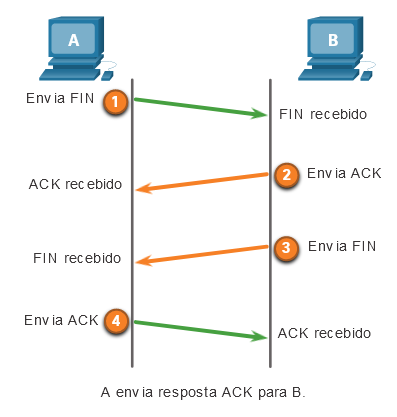 A
B
Envia FIN
1
FIN recebido
2
Envia ACK
ACK recebido
3
Envia FIN
FIN recebido
Envia ACK
4
ACK recebido
A envia resposta ACK para B.